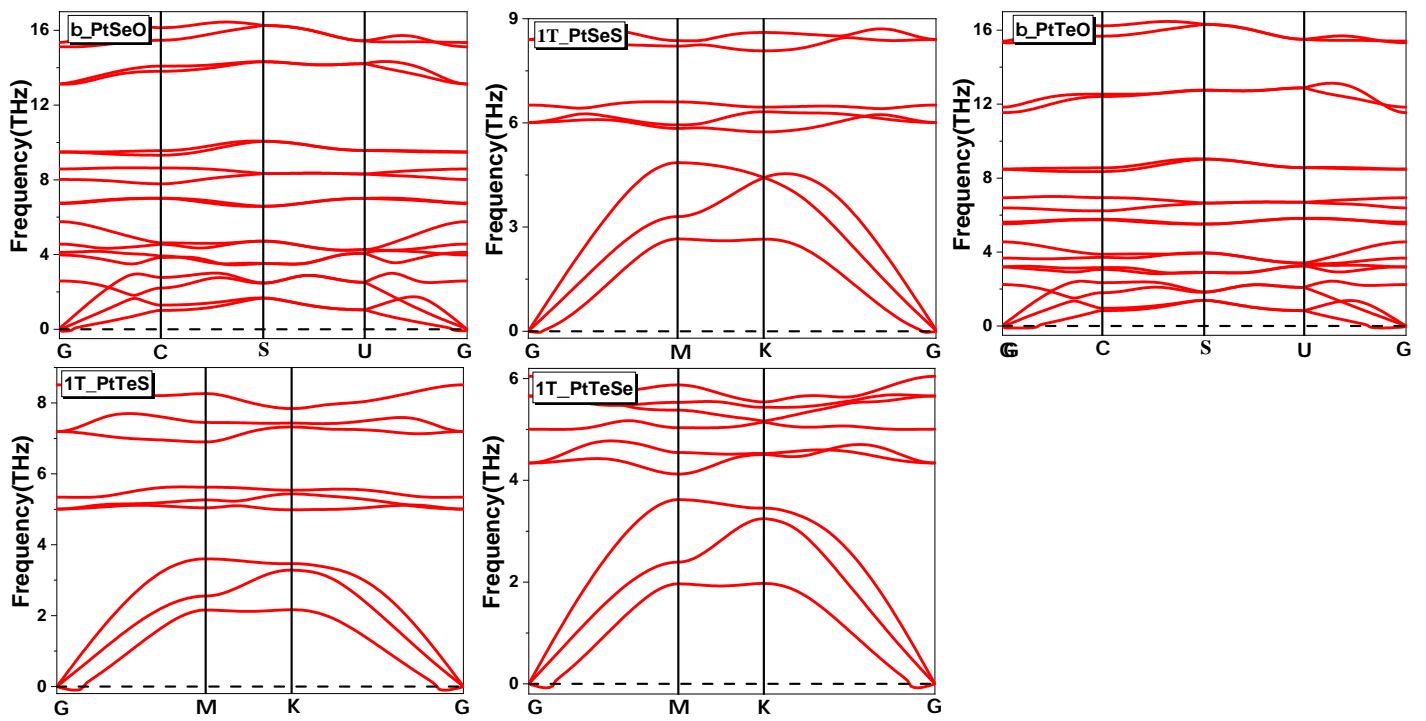 b_PtSeO
Frequency(THz)
16
12
8
4
0
G C S U G
1T_PtSeS
Frequency(THz)
9
6
3
0
G M K G
b_PtTeO
Frequency(THz)
16
12
8
4
0
G C S U G
1T_PtTeS
Frequency(THz)
8
6
4
2
0
G M K G
1T_PtTeSe
Frequency(THz)
6
4
2
0
G M K G